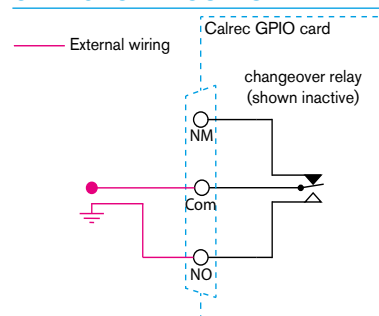 Calrec GPIO card
External wiring
changeover relay
(shown inactive)
NM
Com
NO